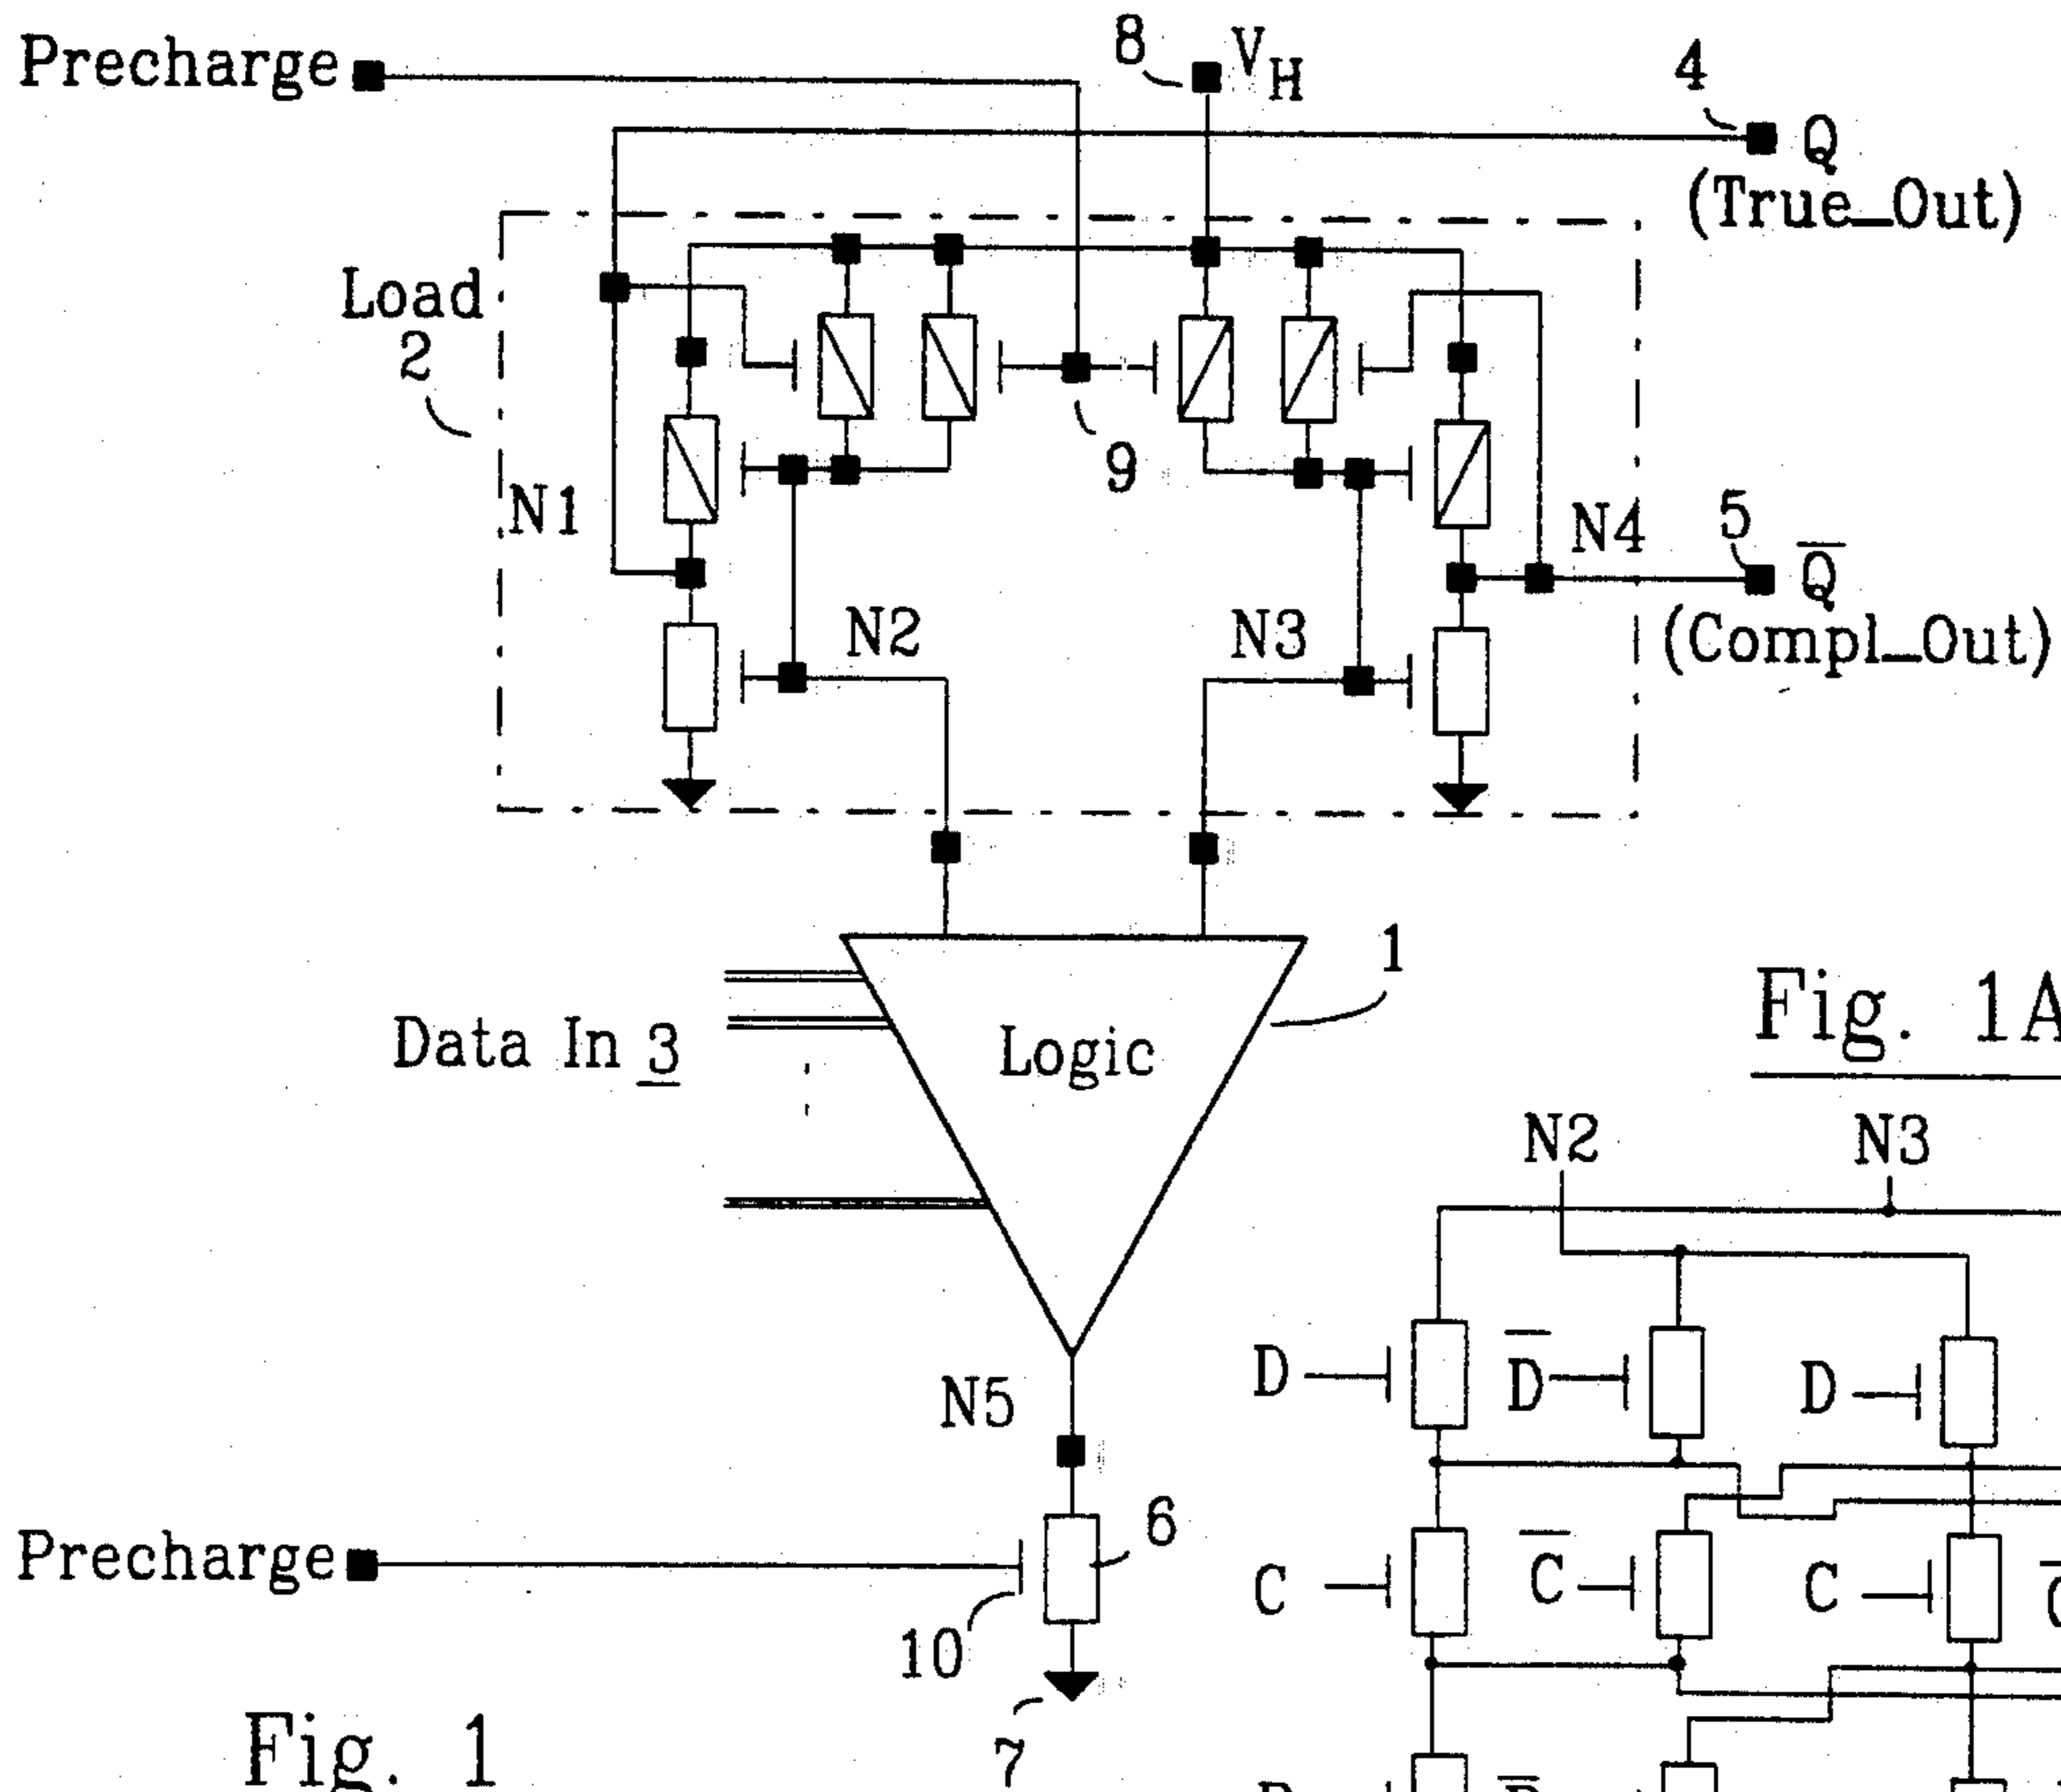 Precharge
8
V_H
4
Q
(True_Out)
Load
2
9
N1
N4
5
Q̅
(Compl_Out)
N2
N3
1
Data In 3
Logic
Fig. 1A
N2
N3
D
D̅
D
N5
6
Precharge
C
C̅
C
10
7
Fig. 1